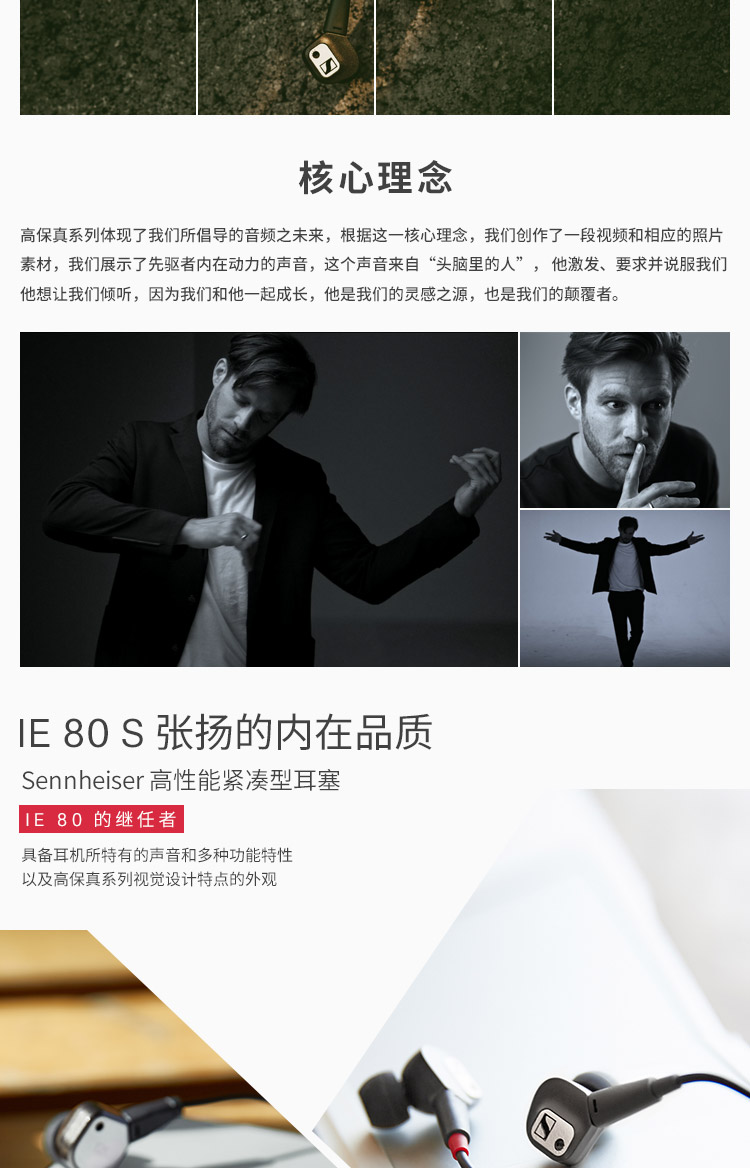 核心理念
高保真系列体现了我们所倡导的音频之未来，根据这一核心理念，我们创作了一段视频和相应的照片
素材，我们展示了先驱者内在动力的声音，这个声音来自“头脑里的人”， 他激发、要求并说服我们
他想让我们倾听，因为我们和他一起成长，他是我们的灵感之源，也是我们的颠覆者。
IE 80 S 张扬的内在品质
Sennheiser 高性能紧凑型耳塞
IE 80 的继任者
具备耳机所特有的声音和多种功能特性
以及高保真系列视觉设计特点的外观